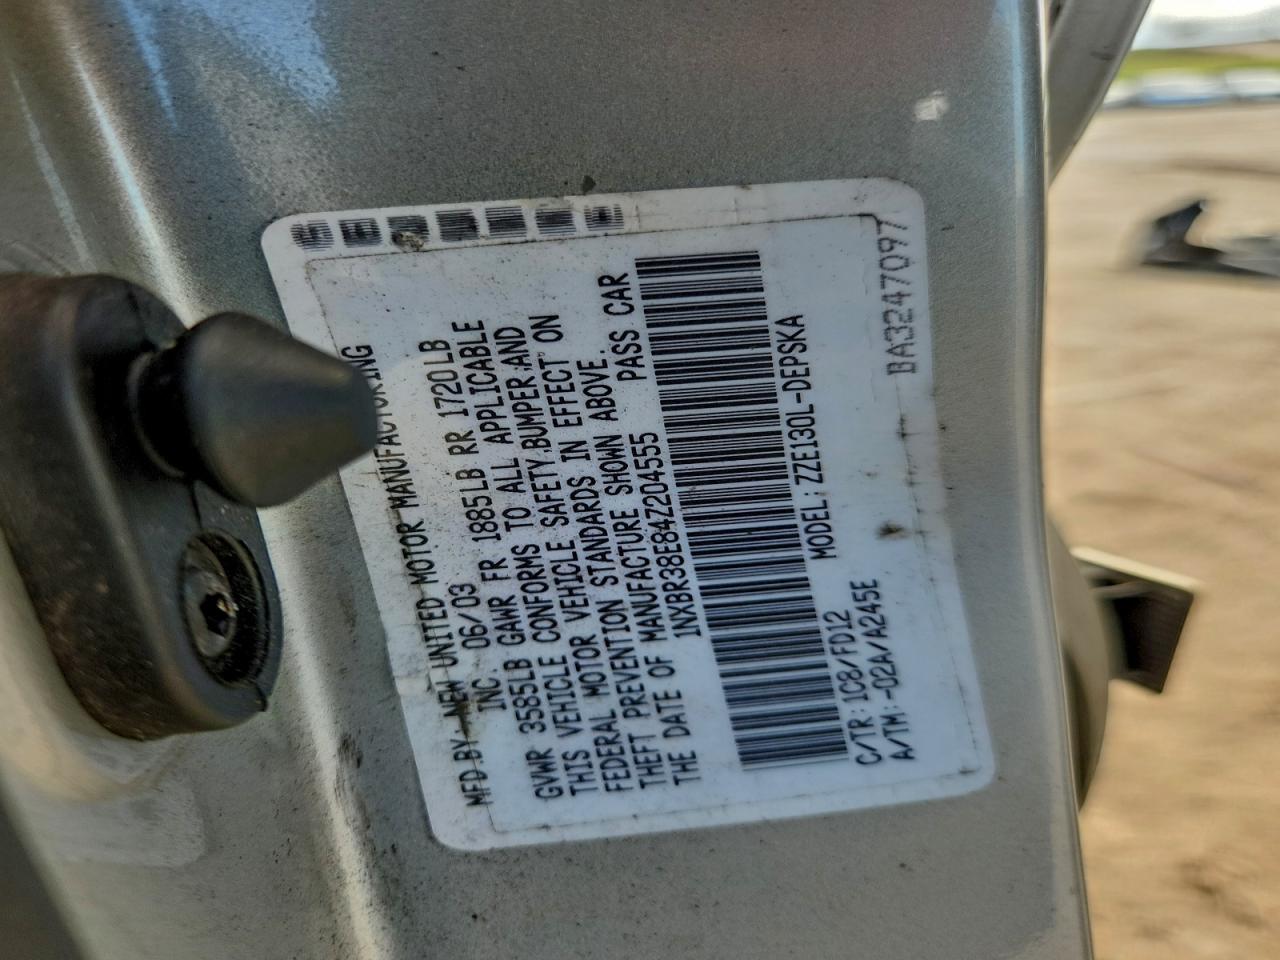 MFD BY: NEW UNITED MOTOR MANUFACTURING
INC. 06/03
GVWR 3585LB GAWR FR 1885LB RR 1720LB
THIS VEHICLE CONFORMS TO ALL APPLICABLE
FEDERAL MOTOR VEHICLE SAFETY, BUMPER, AND
THEFT PREVENTION STANDARDS IN EFFECT ON
THE DATE OF MANUFACTURE SHOWN ABOVE.
1NXBR38E84Z204555 PASS CAR
MODEL: ZZE130L-DEPSKA
C/TR: 1C8/FD12
A/TM: -02A/A245E
BA3247097